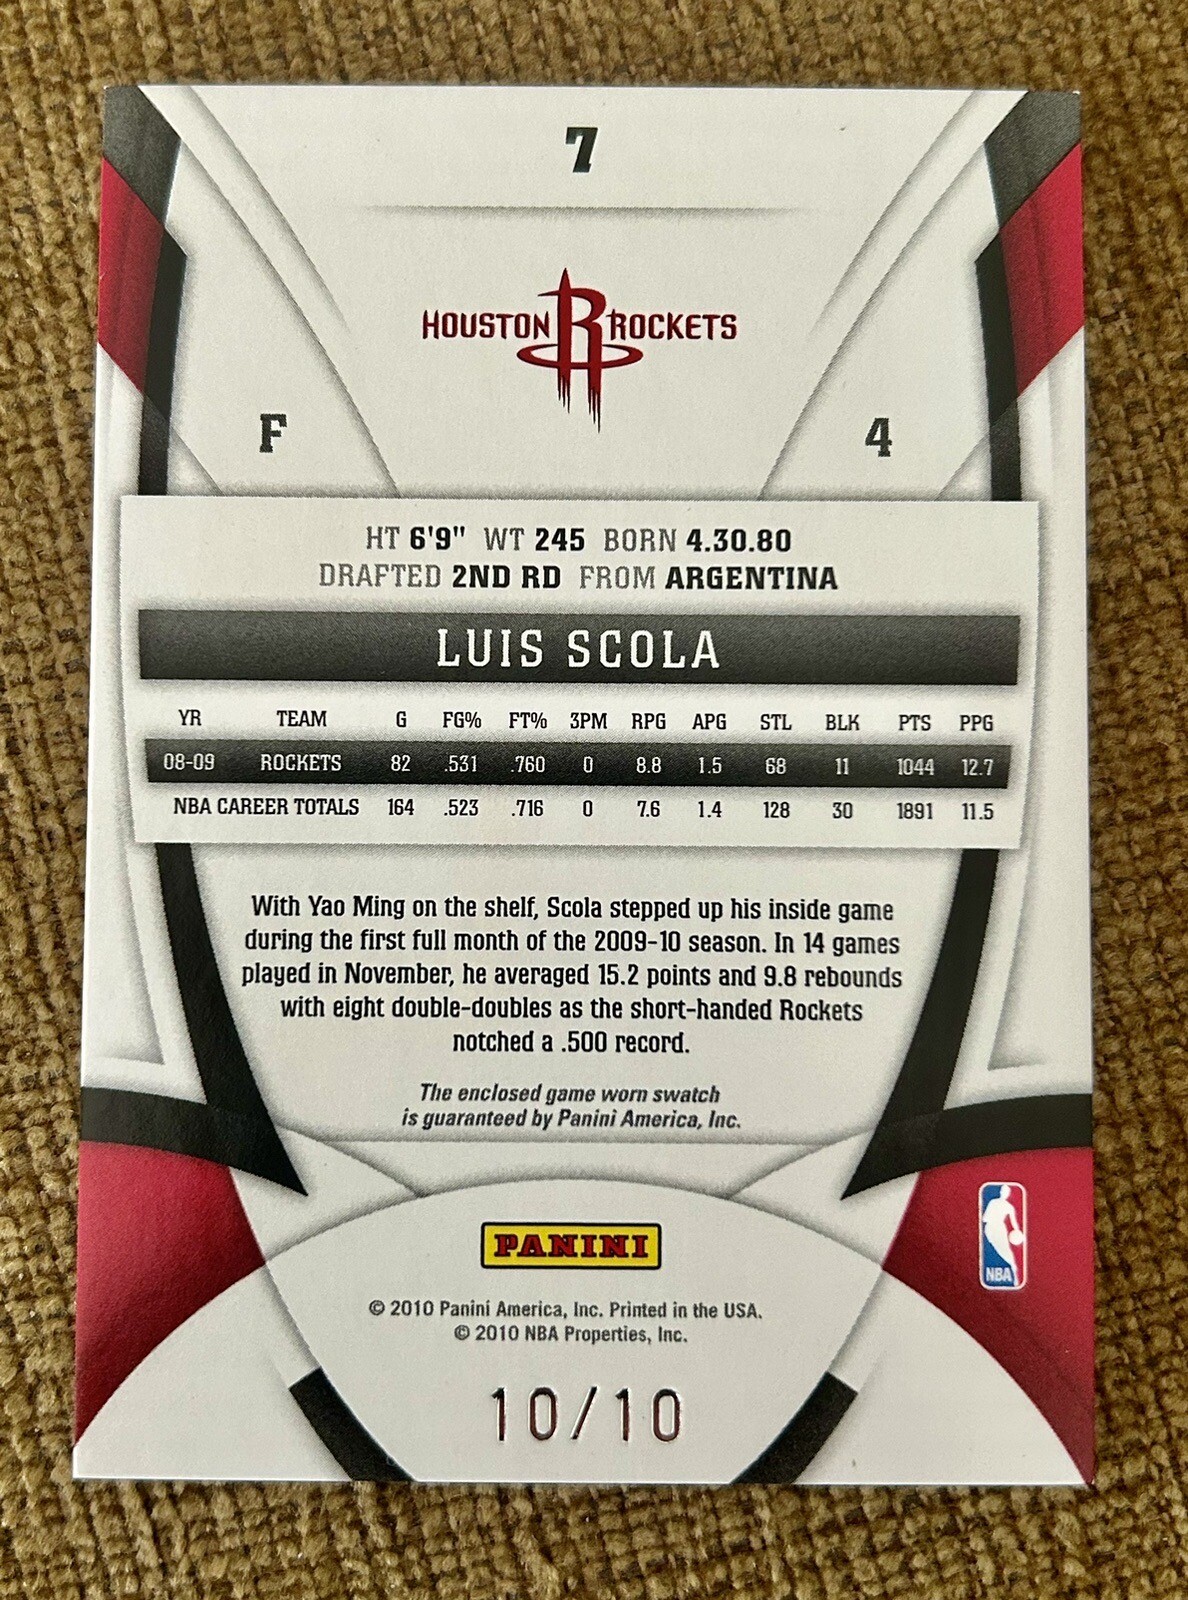 7
HOUSTON R ROCKETS
F 4
HT 6'9" WT 245 BORN 4.30.80
DRAFTED 2ND RD FROM ARGENTINA
LUIS SCOLA
YR TEAM G FG% FT% 3PM RPG APG STL BLK PTS PPG
08-09 ROCKETS 82 .531 .760 0 8.8 1.5 68 11 1044 12.7
NBA CAREER TOTALS 164 .523 .716 0 7.6 1.4 128 30 1891 11.5
With Yao Ming on the shelf, Scola stepped up his inside game
during the first full month of the 2009-10 season. In 14 games
played in November, he averaged 15.2 points and 9.8 rebounds
with eight double-doubles as the short-handed Rockets
notched a .500 record.
The enclosed game worn swatch
is guaranteed by Panini America, Inc.
PANINI
NBA
© 2010 Panini America, Inc. Printed in the USA.
© 2010 NBA Properties, Inc.
10/10